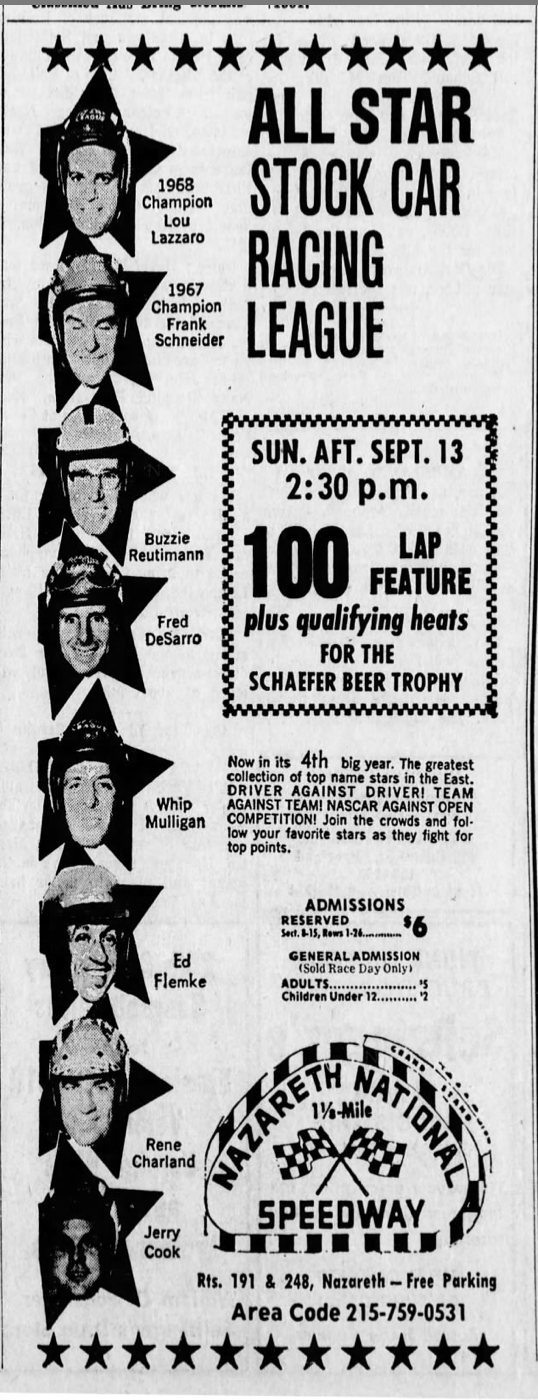 1968
Champion
Lou
Lazzaro
ALL STAR
STOCK CAR
RACING
LEAGUE
1967
Champion
Frank
Schneider
SUN. AFT. SEPT. 13
2:30 p.m.
100 LAP
FEATURE
plus qualifying heats
FOR THE
SCHAEFER BEER TROPHY
Buzzie
Reutimann
Fred
DeSarro
Whip
Mulligan
Now in its 4th big year. The greatest
collection of top name stars in the East.
DRIVER AGAINST DRIVER! TEAM
AGAINST TEAM! NASCAR AGAINST OPEN
COMPETITION! Join the crowds and fol-
low your favorite stars as they fight for
top points.
Ed
Flemke
ADMISSIONS
RESERVED
Sect. 8-15, Rows 1-26............ $6
GENERAL ADMISSION
(Sold Race Day Only)
ADULTS...................... $5
Children Under 12.......... $2
Rene
Charland
GRAND STAND
NAZARETH NATIONAL
1⅛-Mile
SPEEDWAY
Jerry
Cook
Rts. 191 & 248, Nazareth — Free Parking
Area Code 215-759-0531